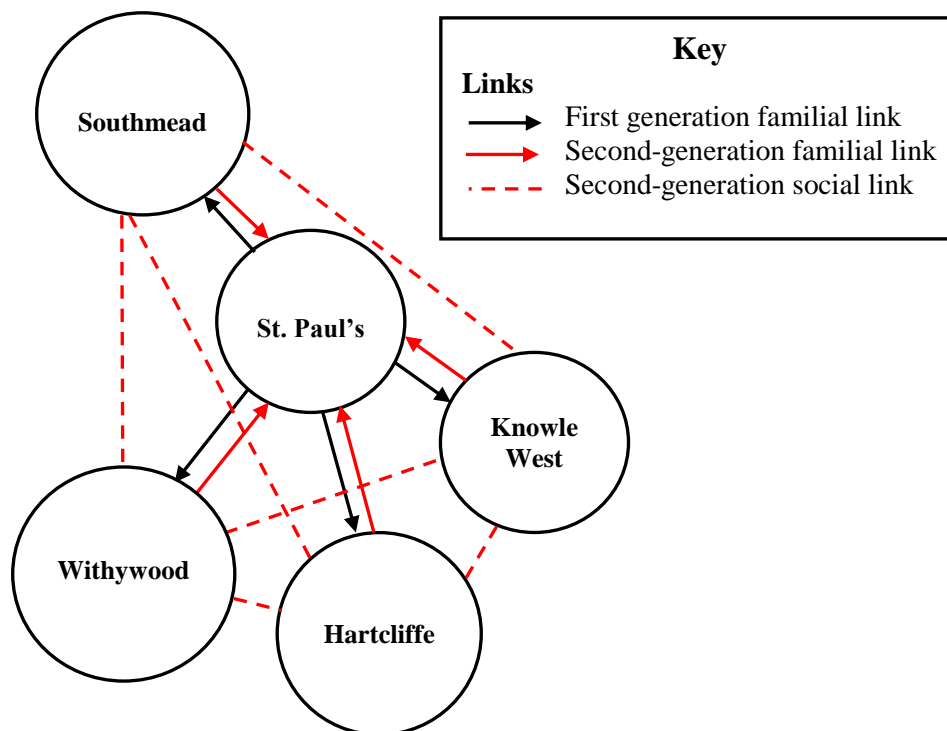 Key
Links
First generation familial link
Second-generation familial link
Second-generation social link
Southmead
St. Paul's
Knowle
West
Withywood
Hartcliffe